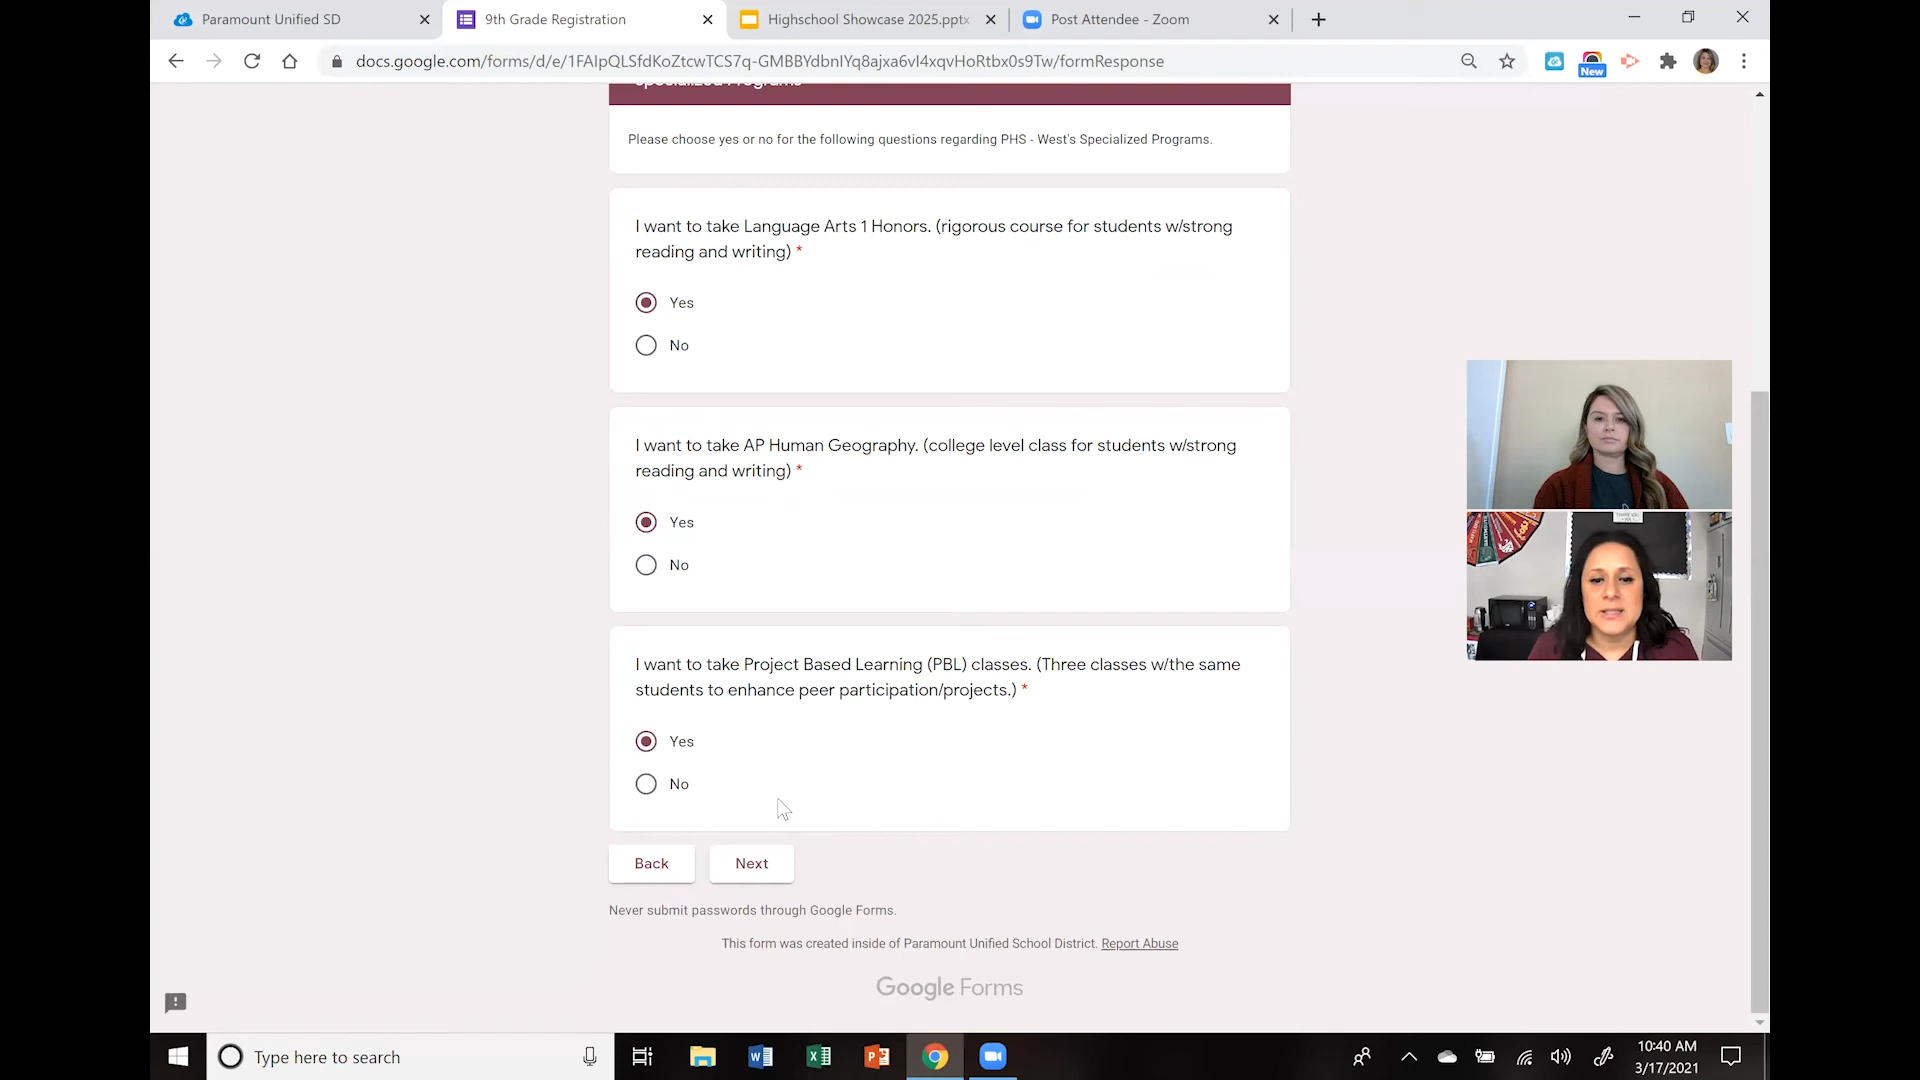 Paramount Unified SD
9th Grade Registration
Highschool Showcase 2025.pptx
Post Attendee - Zoom
docs.google.com/forms/d/e/1FAIpQLSfdKoZtcwTCS7q-GMBBYdbnIYq8ajxa6vI4xqvHoRtbx0s9Tw/formResponse
New
Specialized Programs
Please choose yes or no for the following questions regarding PHS - West's Specialized Programs.
I want to take Language Arts 1 Honors. (rigorous course for students w/strong
reading and writing) *
Yes
No
I want to take AP Human Geography. (college level class for students w/strong
reading and writing) *
Yes
No
I want to take Project Based Learning (PBL) classes. (Three classes w/the same
students to enhance peer participation/projects.) *
Yes
No
Back
Next
Never submit passwords through Google Forms.
This form was created inside of Paramount Unified School District. Report Abuse
Google Forms
Type here to search
10:40 AM
3/17/2021